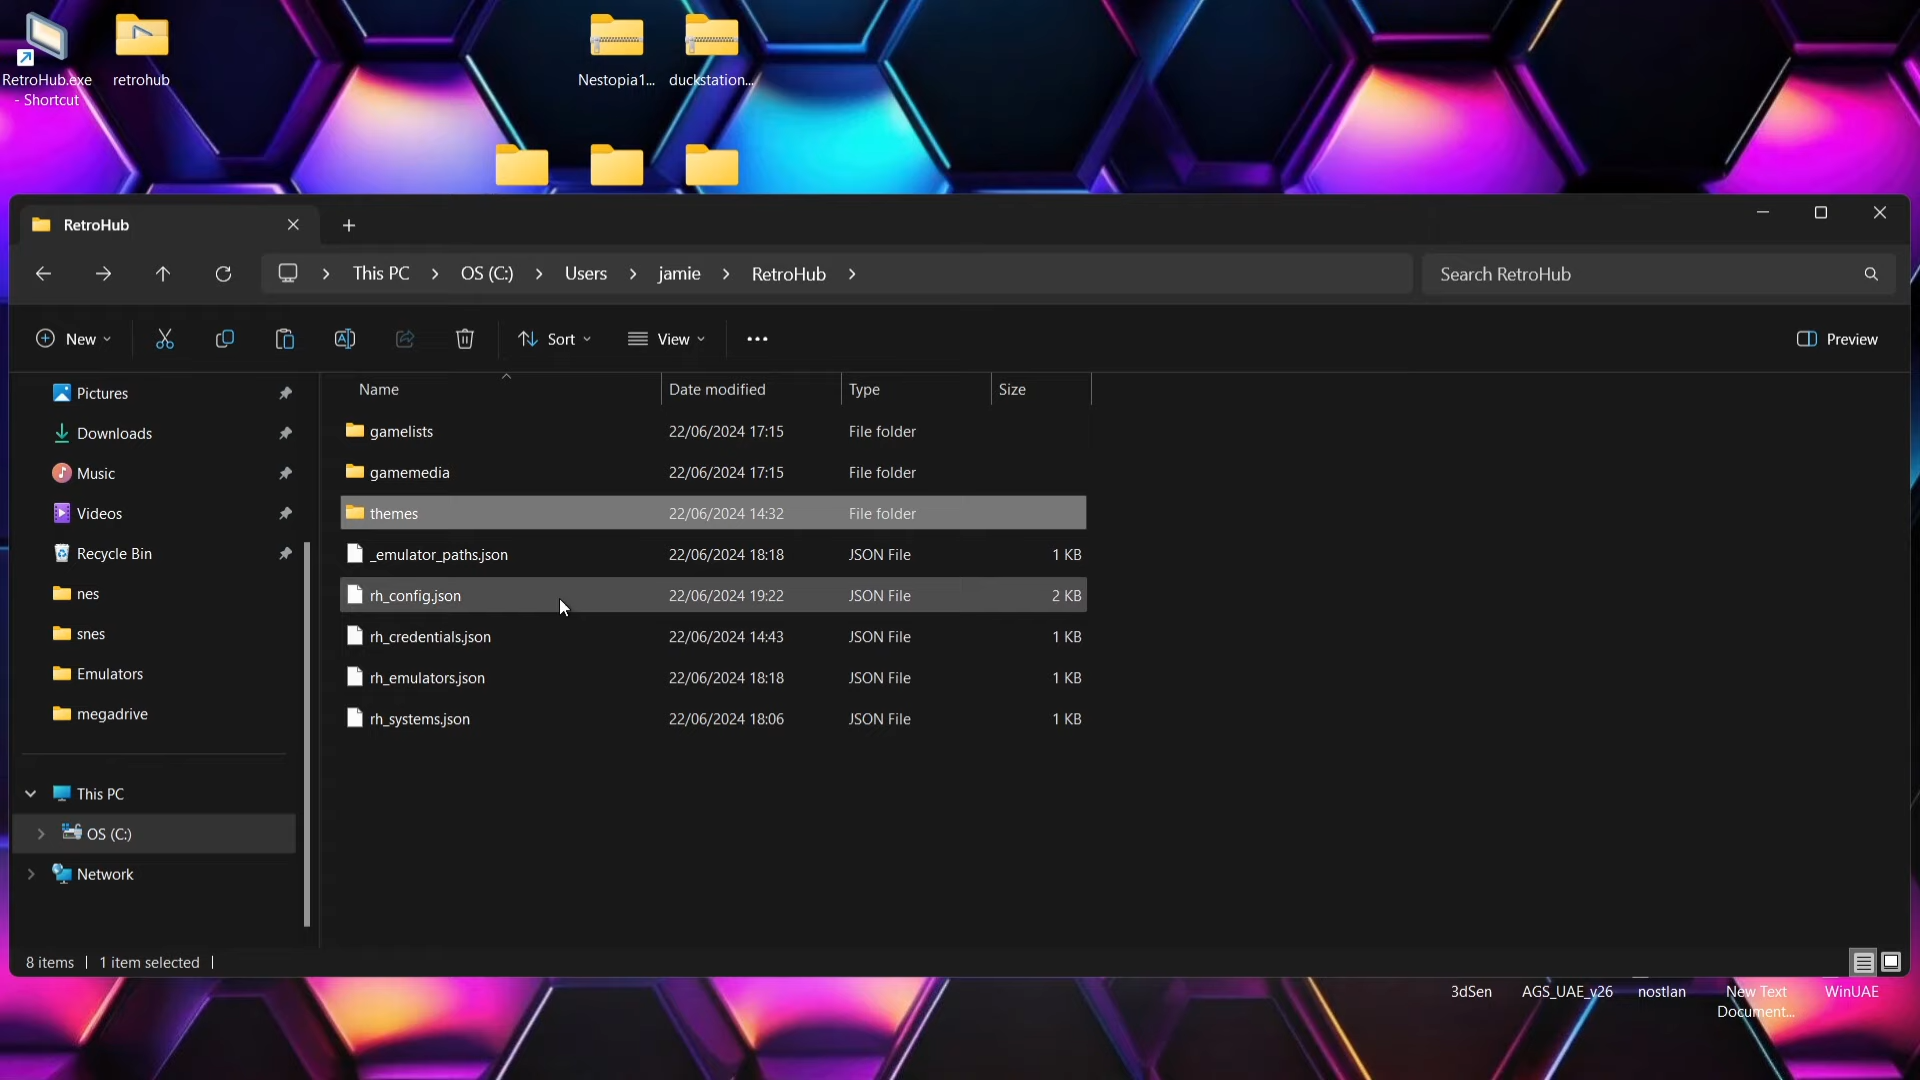 RetroHub.exe
- Shortcut
retrohub
Nestopia1...
duckstation...
RetroHub
This PC
OS (C:)
Users
jamie
RetroHub
Search RetroHub
New
Sort
View
Preview
Pictures
Downloads
Music
Videos
Recycle Bin
nes
snes
Emulators
megadrive
This PC
OS (C:)
Network
Name Date modified Type Size
gamelists 22/06/2024 17:15 File folder
gamemedia 22/06/2024 17:15 File folder
themes 22/06/2024 14:32 File folder
_emulator_paths.json 22/06/2024 18:18 JSON File 1 KB
rh_config.json 22/06/2024 19:22 JSON File 2 KB
rh_credentials.json 22/06/2024 14:43 JSON File 1 KB
rh_emulators.json 22/06/2024 18:18 JSON File 1 KB
rh_systems.json 22/06/2024 18:06 JSON File 1 KB
8 items 1 item selected
3dSen
AGS_UAE_v26
nostlan
New Text
Document...
WinUAE